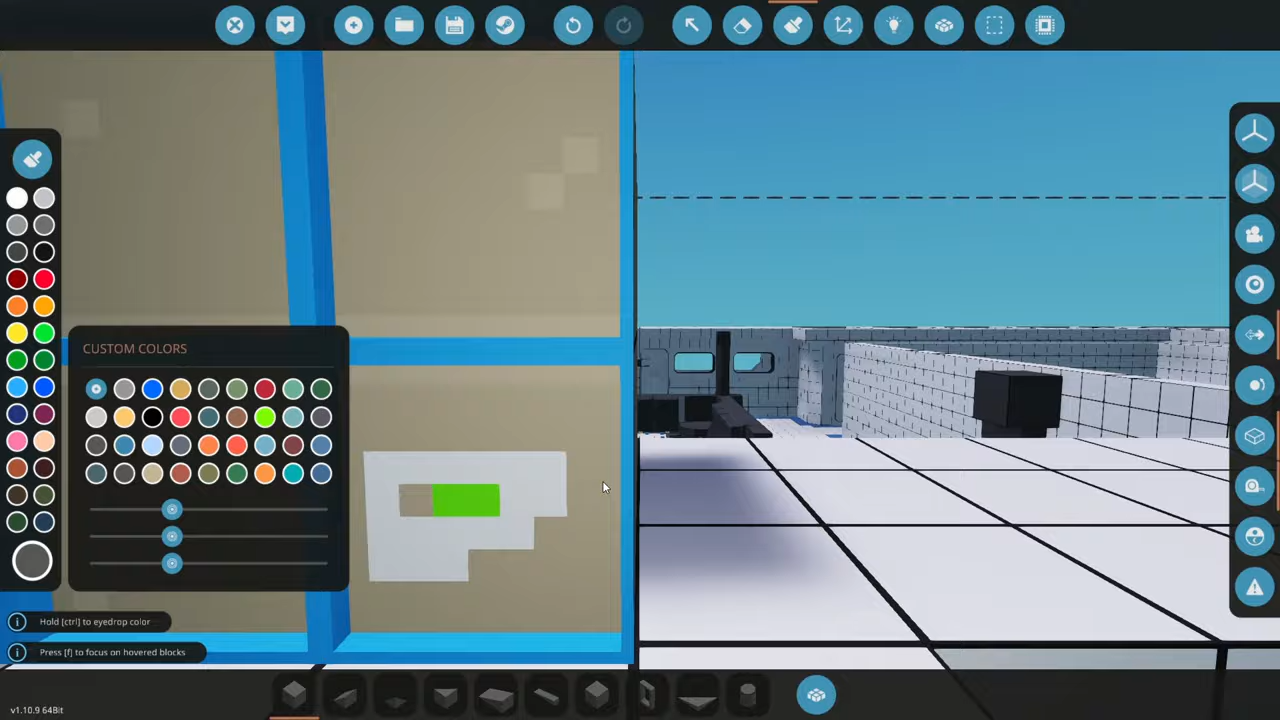 CUSTOM COLORS
Hold [ctrl] to eyedrop color
Press [f] to focus on hovered blocks
v1.10.9 64Bit